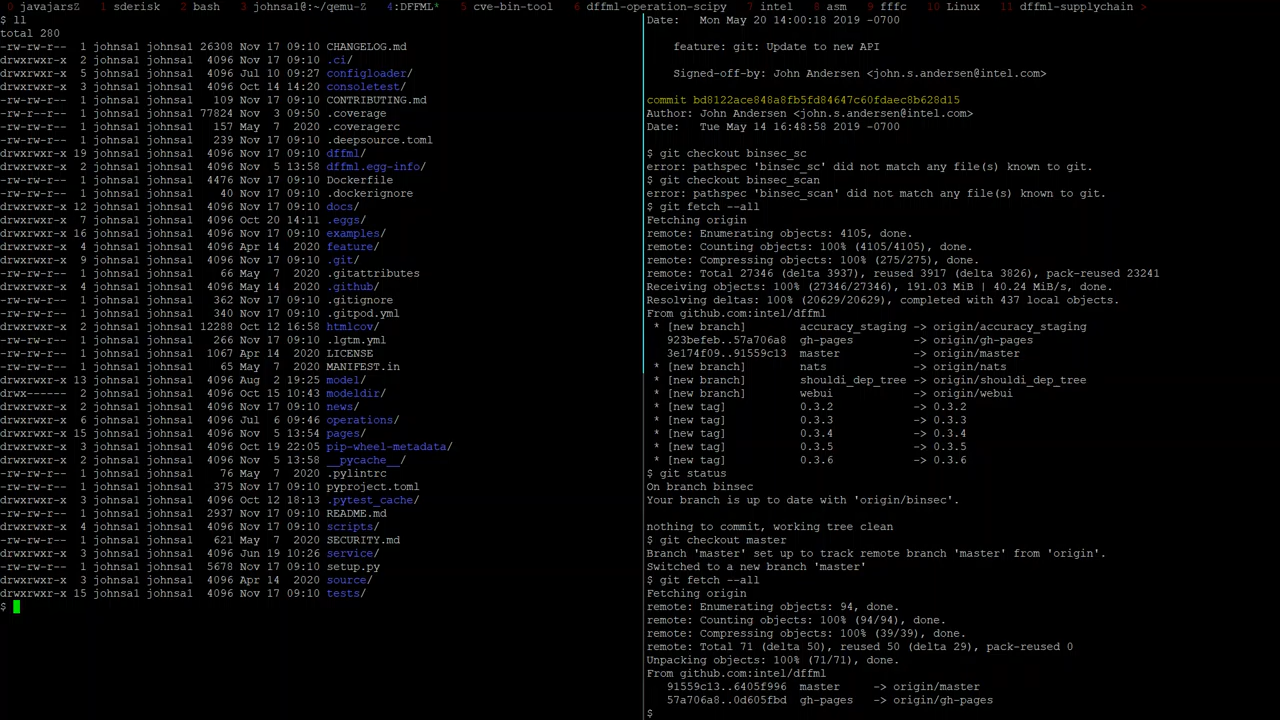 0 javajarsZ 1 sderisk 2 bash 3 johnsal@:~/qemu-Z 4:DFFML* 5 cve-bin-tool 6 dffml-operation-scipy 7 intel 8 asm 9 fffc 10 Linux 11 dffml-supplychain >
$ ll
total 280
-rw-rw-r-- 1 johnsal johnsal 26308 Nov 17 09:10 CHANGELOG.md
drwxrwxr-x 2 johnsal johnsal 4096 Nov 17 09:10 .ci/
drwxrwxr-x 5 johnsal johnsal 4096 Jul 10 09:27 configloader/
drwxrwxr-x 3 johnsal johnsal 4096 Oct 14 14:20 consoletest/
-rw-rw-r-- 1 johnsal johnsal 109 Nov 17 09:10 CONTRIBUTING.md
-rw-r--r-- 1 johnsal johnsal 77824 Nov 3 09:50 .coverage
-rw-rw-r-- 1 johnsal johnsal 157 May 7 2020 .coveragerc
-rw-rw-r-- 1 johnsal johnsal 239 Nov 17 09:10 .deepsource.toml
drwxrwxr-x 19 johnsal johnsal 4096 Nov 17 09:10 dffml/
drwxrwxr-x 2 johnsal johnsal 4096 Nov 5 13:58 dffml.egg-info/
-rw-rw-r-- 1 johnsal johnsal 4476 Nov 17 09:10 Dockerfile
-rw-rw-r-- 1 johnsal johnsal 40 Nov 17 09:10 .dockerignore
drwxrwxr-x 12 johnsal johnsal 4096 Nov 17 09:10 docs/
drwxrwxr-x 7 johnsal johnsal 4096 Oct 20 14:11 .eggs/
drwxrwxr-x 16 johnsal johnsal 4096 Nov 17 09:10 examples/
drwxrwxr-x 4 johnsal johnsal 4096 Apr 14 2020 feature/
drwxrwxr-x 9 johnsal johnsal 4096 Nov 17 09:10 .git/
-rw-rw-r-- 1 johnsal johnsal 66 May 7 2020 .gitattributes
drwxrwxr-x 4 johnsal johnsal 4096 May 14 2020 .github/
-rw-rw-r-- 1 johnsal johnsal 362 Nov 17 09:10 .gitignore
-rw-rw-r-- 1 johnsal johnsal 340 Nov 17 09:10 .gitpod.yml
drwxrwxr-x 2 johnsal johnsal 12288 Oct 12 16:58 htmlcov/
-rw-rw-r-- 1 johnsal johnsal 266 Nov 17 09:10 .lgtm.yml
-rw-rw-r-- 1 johnsal johnsal 1067 Apr 14 2020 LICENSE
-rw-rw-r-- 1 johnsal johnsal 65 May 7 2020 MANIFEST.in
drwxrwxr-x 13 johnsal johnsal 4096 Aug 2 19:25 model/
drwx------ 2 johnsal johnsal 4096 Oct 15 10:43 modeldir/
drwxrwxr-x 2 johnsal johnsal 4096 Nov 17 09:10 news/
drwxrwxr-x 6 johnsal johnsal 4096 Jul 6 09:46 operations/
drwxrwxr-x 15 johnsal johnsal 4096 Nov 5 13:54 pages/
drwxrwxr-x 3 johnsal johnsal 4096 Oct 19 22:05 pip-wheel-metadata/
drwxrwxr-x 2 johnsal johnsal 4096 Nov 5 13:58 __pycache__/
-rw-rw-r-- 1 johnsal johnsal 76 May 7 2020 .pylintrc
-rw-rw-r-- 1 johnsal johnsal 375 Nov 17 09:10 pyproject.toml
drwxrwxr-x 3 johnsal johnsal 4096 Oct 12 18:13 .pytest_cache/
-rw-rw-r-- 1 johnsal johnsal 2937 Nov 17 09:10 README.md
drwxrwxr-x 4 johnsal johnsal 4096 Nov 17 09:10 scripts/
-rw-rw-r-- 1 johnsal johnsal 621 May 7 2020 SECURITY.md
drwxrwxr-x 3 johnsal johnsal 4096 Jun 19 10:26 service/
-rw-rw-r-- 1 johnsal johnsal 5678 Nov 17 09:10 setup.py
drwxrwxr-x 3 johnsal johnsal 4096 Apr 14 2020 source/
drwxrwxr-x 15 johnsal johnsal 4096 Nov 17 09:10 tests/
$
Date: Mon May 20 14:00:18 2019 -0700
feature: git: Update to new API
Signed-off-by: John Andersen <john.s.andersen@intel.com>
commit bd8122ace848a8fb5fd84647c60fdaec8b628d15
Author: John Andersen <john.s.andersen@intel.com>
Date: Tue May 14 16:48:58 2019 -0700
$ git checkout binsec_sc
error: pathspec 'binsec_sc' did not match any file(s) known to git.
$ git checkout binsec_scan
error: pathspec 'binsec_scan' did not match any file(s) known to git.
$ git fetch --all
Fetching origin
remote: Enumerating objects: 4105, done.
remote: Counting objects: 100% (4105/4105), done.
remote: Compressing objects: 100% (275/275), done.
remote: Total 27346 (delta 3937), reused 3917 (delta 3826), pack-reused 23241
Receiving objects: 100% (27346/27346), 191.03 MiB | 40.24 MiB/s, done.
Resolving deltas: 100% (20629/20629), completed with 437 local objects.
From github.com:intel/dffml
* [new branch] accuracy_staging -> origin/accuracy_staging
923befeb..57a706a8 gh-pages -> origin/gh-pages
3e174f09..91559c13 master -> origin/master
* [new branch] nats -> origin/nats
* [new branch] shouldi_dep_tree -> origin/shouldi_dep_tree
* [new branch] webui -> origin/webui
* [new tag] 0.3.2 -> 0.3.2
* [new tag] 0.3.3 -> 0.3.3
* [new tag] 0.3.4 -> 0.3.4
* [new tag] 0.3.5 -> 0.3.5
* [new tag] 0.3.6 -> 0.3.6
$ git status
On branch binsec
Your branch is up to date with 'origin/binsec'.
nothing to commit, working tree clean
$ git checkout master
Branch 'master' set up to track remote branch 'master' from 'origin'.
Switched to a new branch 'master'
$ git fetch --all
Fetching origin
remote: Enumerating objects: 94, done.
remote: Counting objects: 100% (94/94), done.
remote: Compressing objects: 100% (39/39), done.
remote: Total 71 (delta 50), reused 50 (delta 29), pack-reused 0
Unpacking objects: 100% (71/71), done.
From github.com:intel/dffml
91559c13..6405f996 master -> origin/master
57a706a8..0d605fbd gh-pages -> origin/gh-pages
$